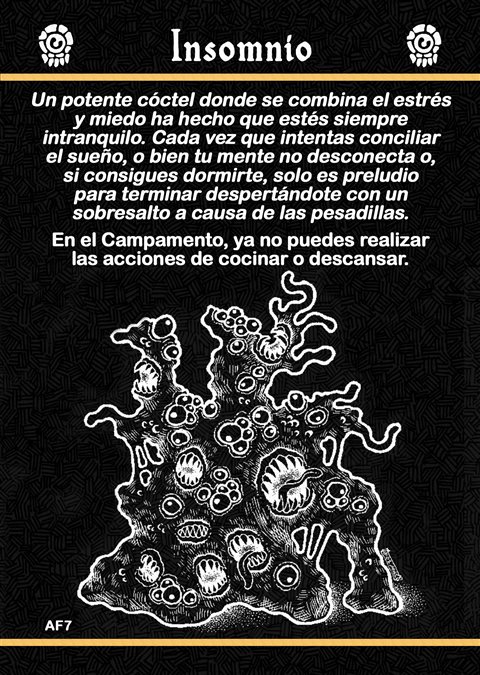 Insomnio
Un potente cóctel donde se combina el estrés
y miedo ha hecho que estés siempre
intranquilo. Cada vez que intentas conciliar
el sueño, o bien tu mente no desconecta o,
si consigues dormirte, solo es preludio
para terminar despertándote con un
sobresalto a causa de las pesadillas.
En el Campamento, ya no puedes realizar
las acciones de cocinar o descansar.
AF7